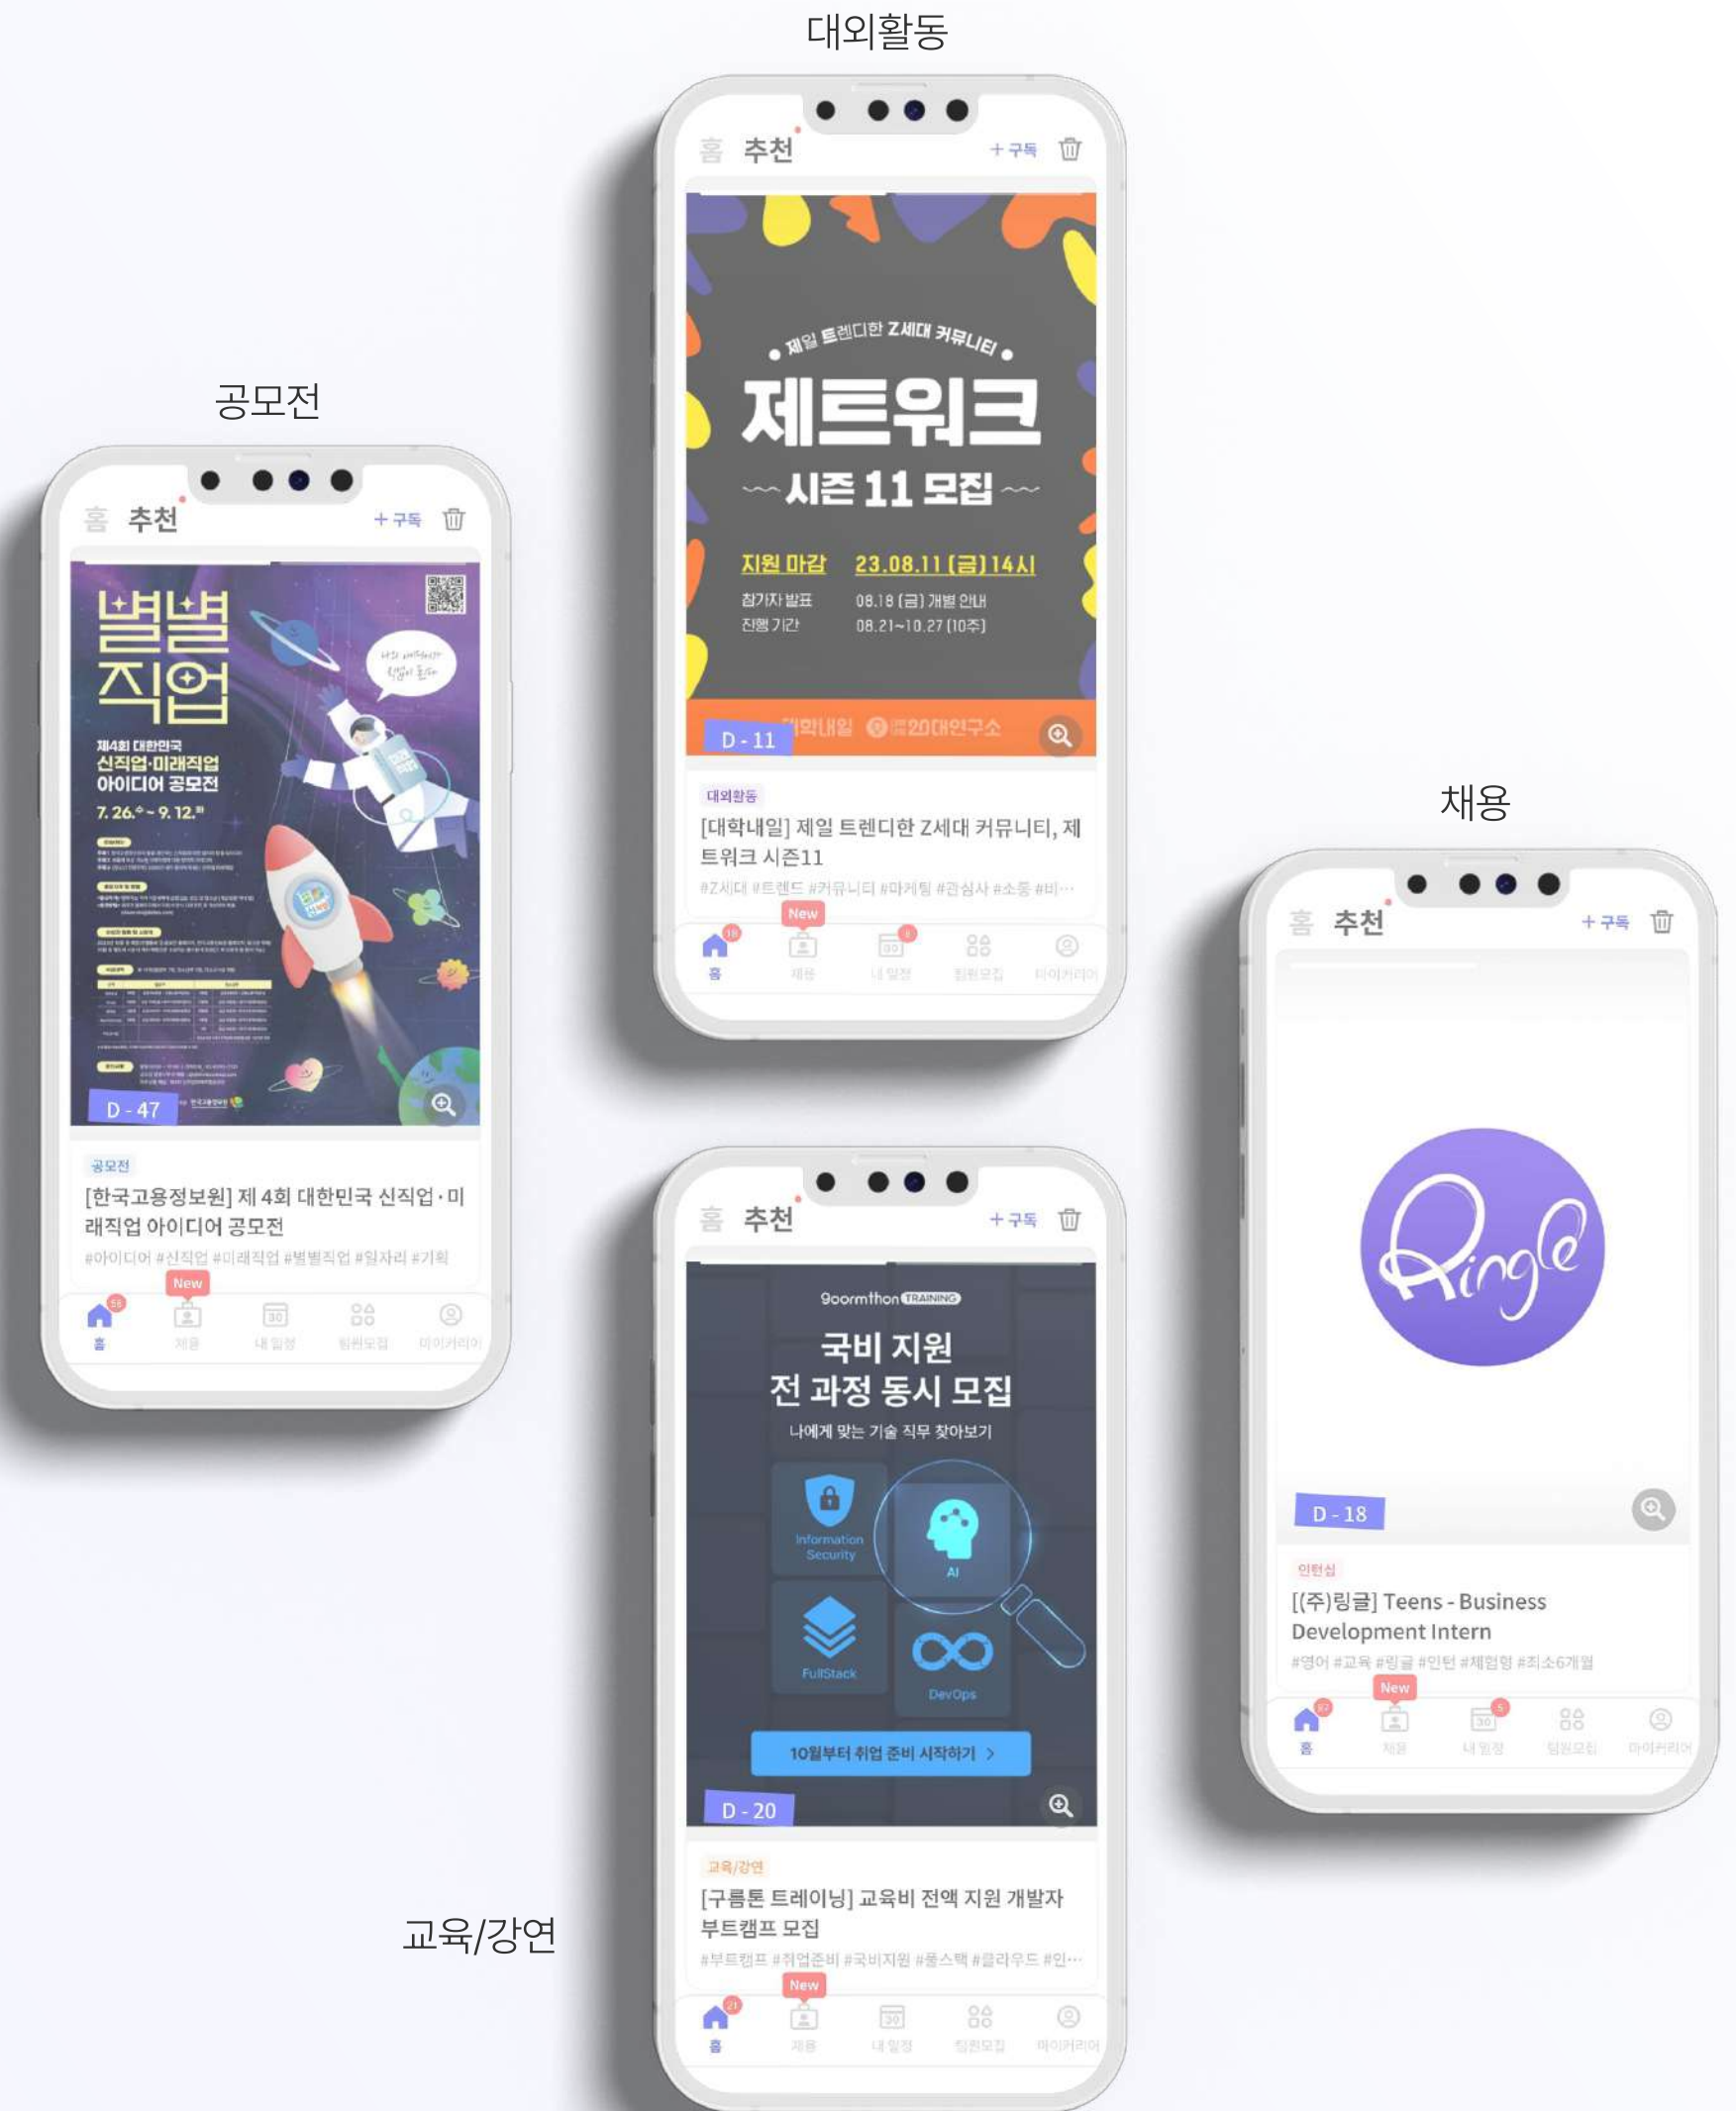 대외활동
홈 추천 + 구독
제일 트렌디한 Z세대 커뮤니티
제트워크
시즌 11 모집
지원 마감 23.08.11 (금) 14시
참가자 발표 08.18 (금) 개별 안내
진행 기간 08.21~10.27 (10주)
대학내일 20대연구소
D - 11
대외활동
[대학내일] 제일 트렌디한 Z세대 커뮤니티, 제
트워크 시즌11
#Z세대 #트렌드 #커뮤니티 #마케팅 #관심사 #소통 #비…
New
홈 채용 내 일정 팀원모집 마이커리어
공모전
홈 추천 + 구독
별별
직업
제4회 대한민국
신직업·미래직업
아이디어 공모전
7. 26.수 ~ 9. 12.화
D - 47
공모전
[한국고용정보원] 제 4회 대한민국 신직업·미
래직업 아이디어 공모전
#아이디어 #신직업 #미래직업 #별별직업 #일자리 #기획
New
56
30
홈 채용 내 일정 팀원모집 마이커리어
채용
홈 추천 + 구독
Ringle
D - 18
인턴십
[(주)링글] Teens - Business
Development Intern
#영어 #교육 #링글 #인턴 #체험형 #최소6개월
New
30 5
홈 채용 내 일정 팀원모집 마이커리어
교육/강연
홈 추천 + 구독
goormthon TRAINING
국비 지원
전 과정 동시 모집
나에게 맞는 기술 직무 찾아보기
Information
Security
AI
FullStack
DevOps
10월부터 취업 준비 시작하기 >
D - 20
교육/강연
[구름톤 트레이닝] 교육비 전액 지원 개발자
부트캠프 모집
#부트캠프 #취업준비 #국비지원 #풀스택 #클라우드 #인…
New
21
30
홈 채용 내 일정 팀원모집 마이커리어